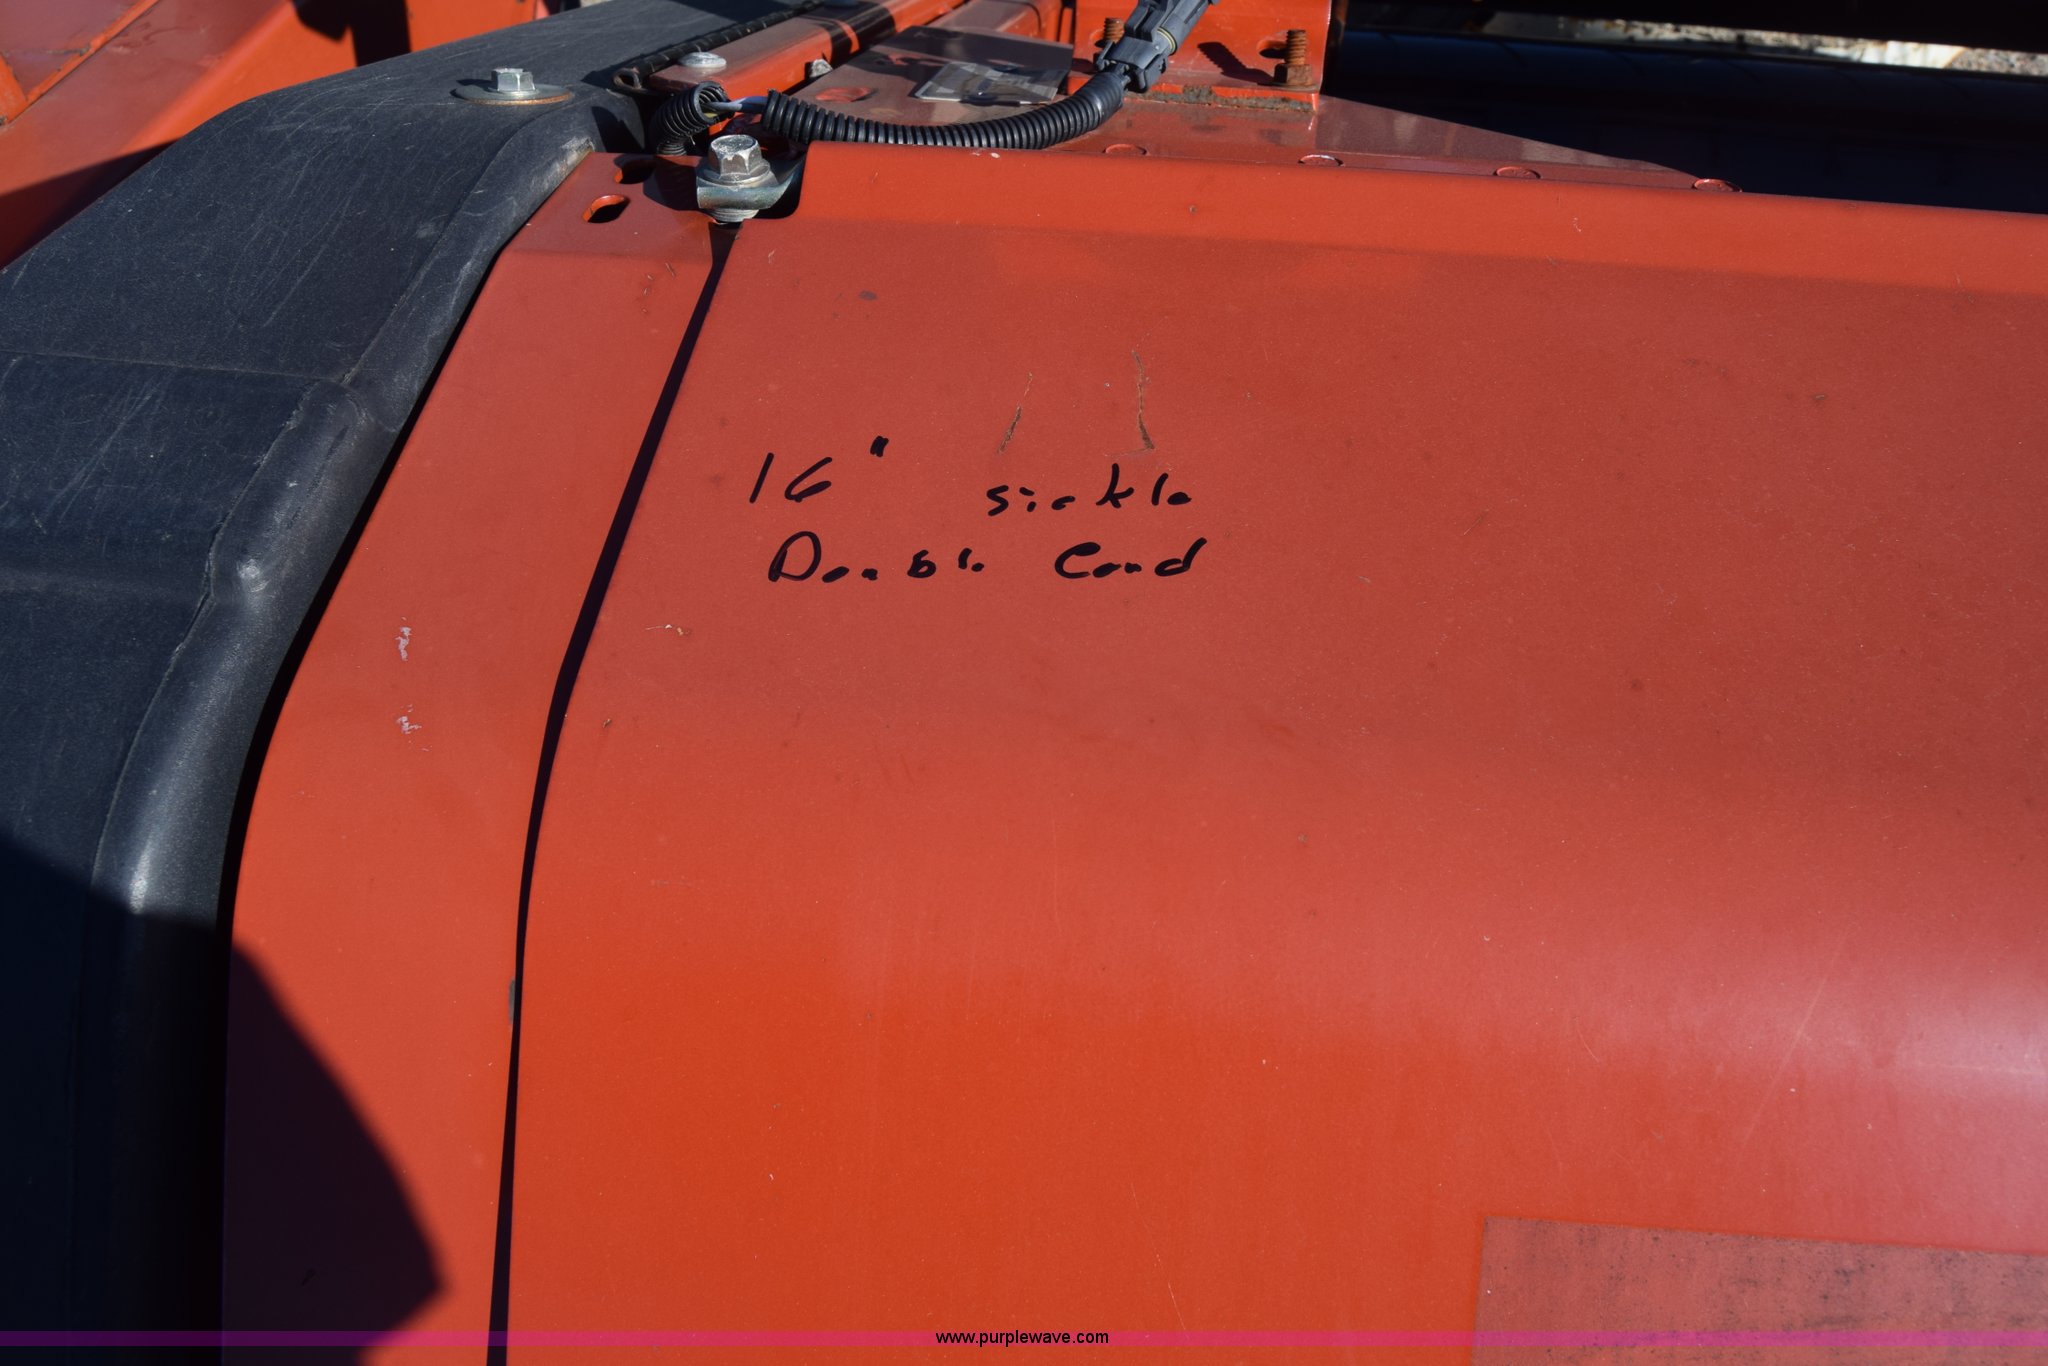 16" sickle
Double Cond
www.purplewave.com